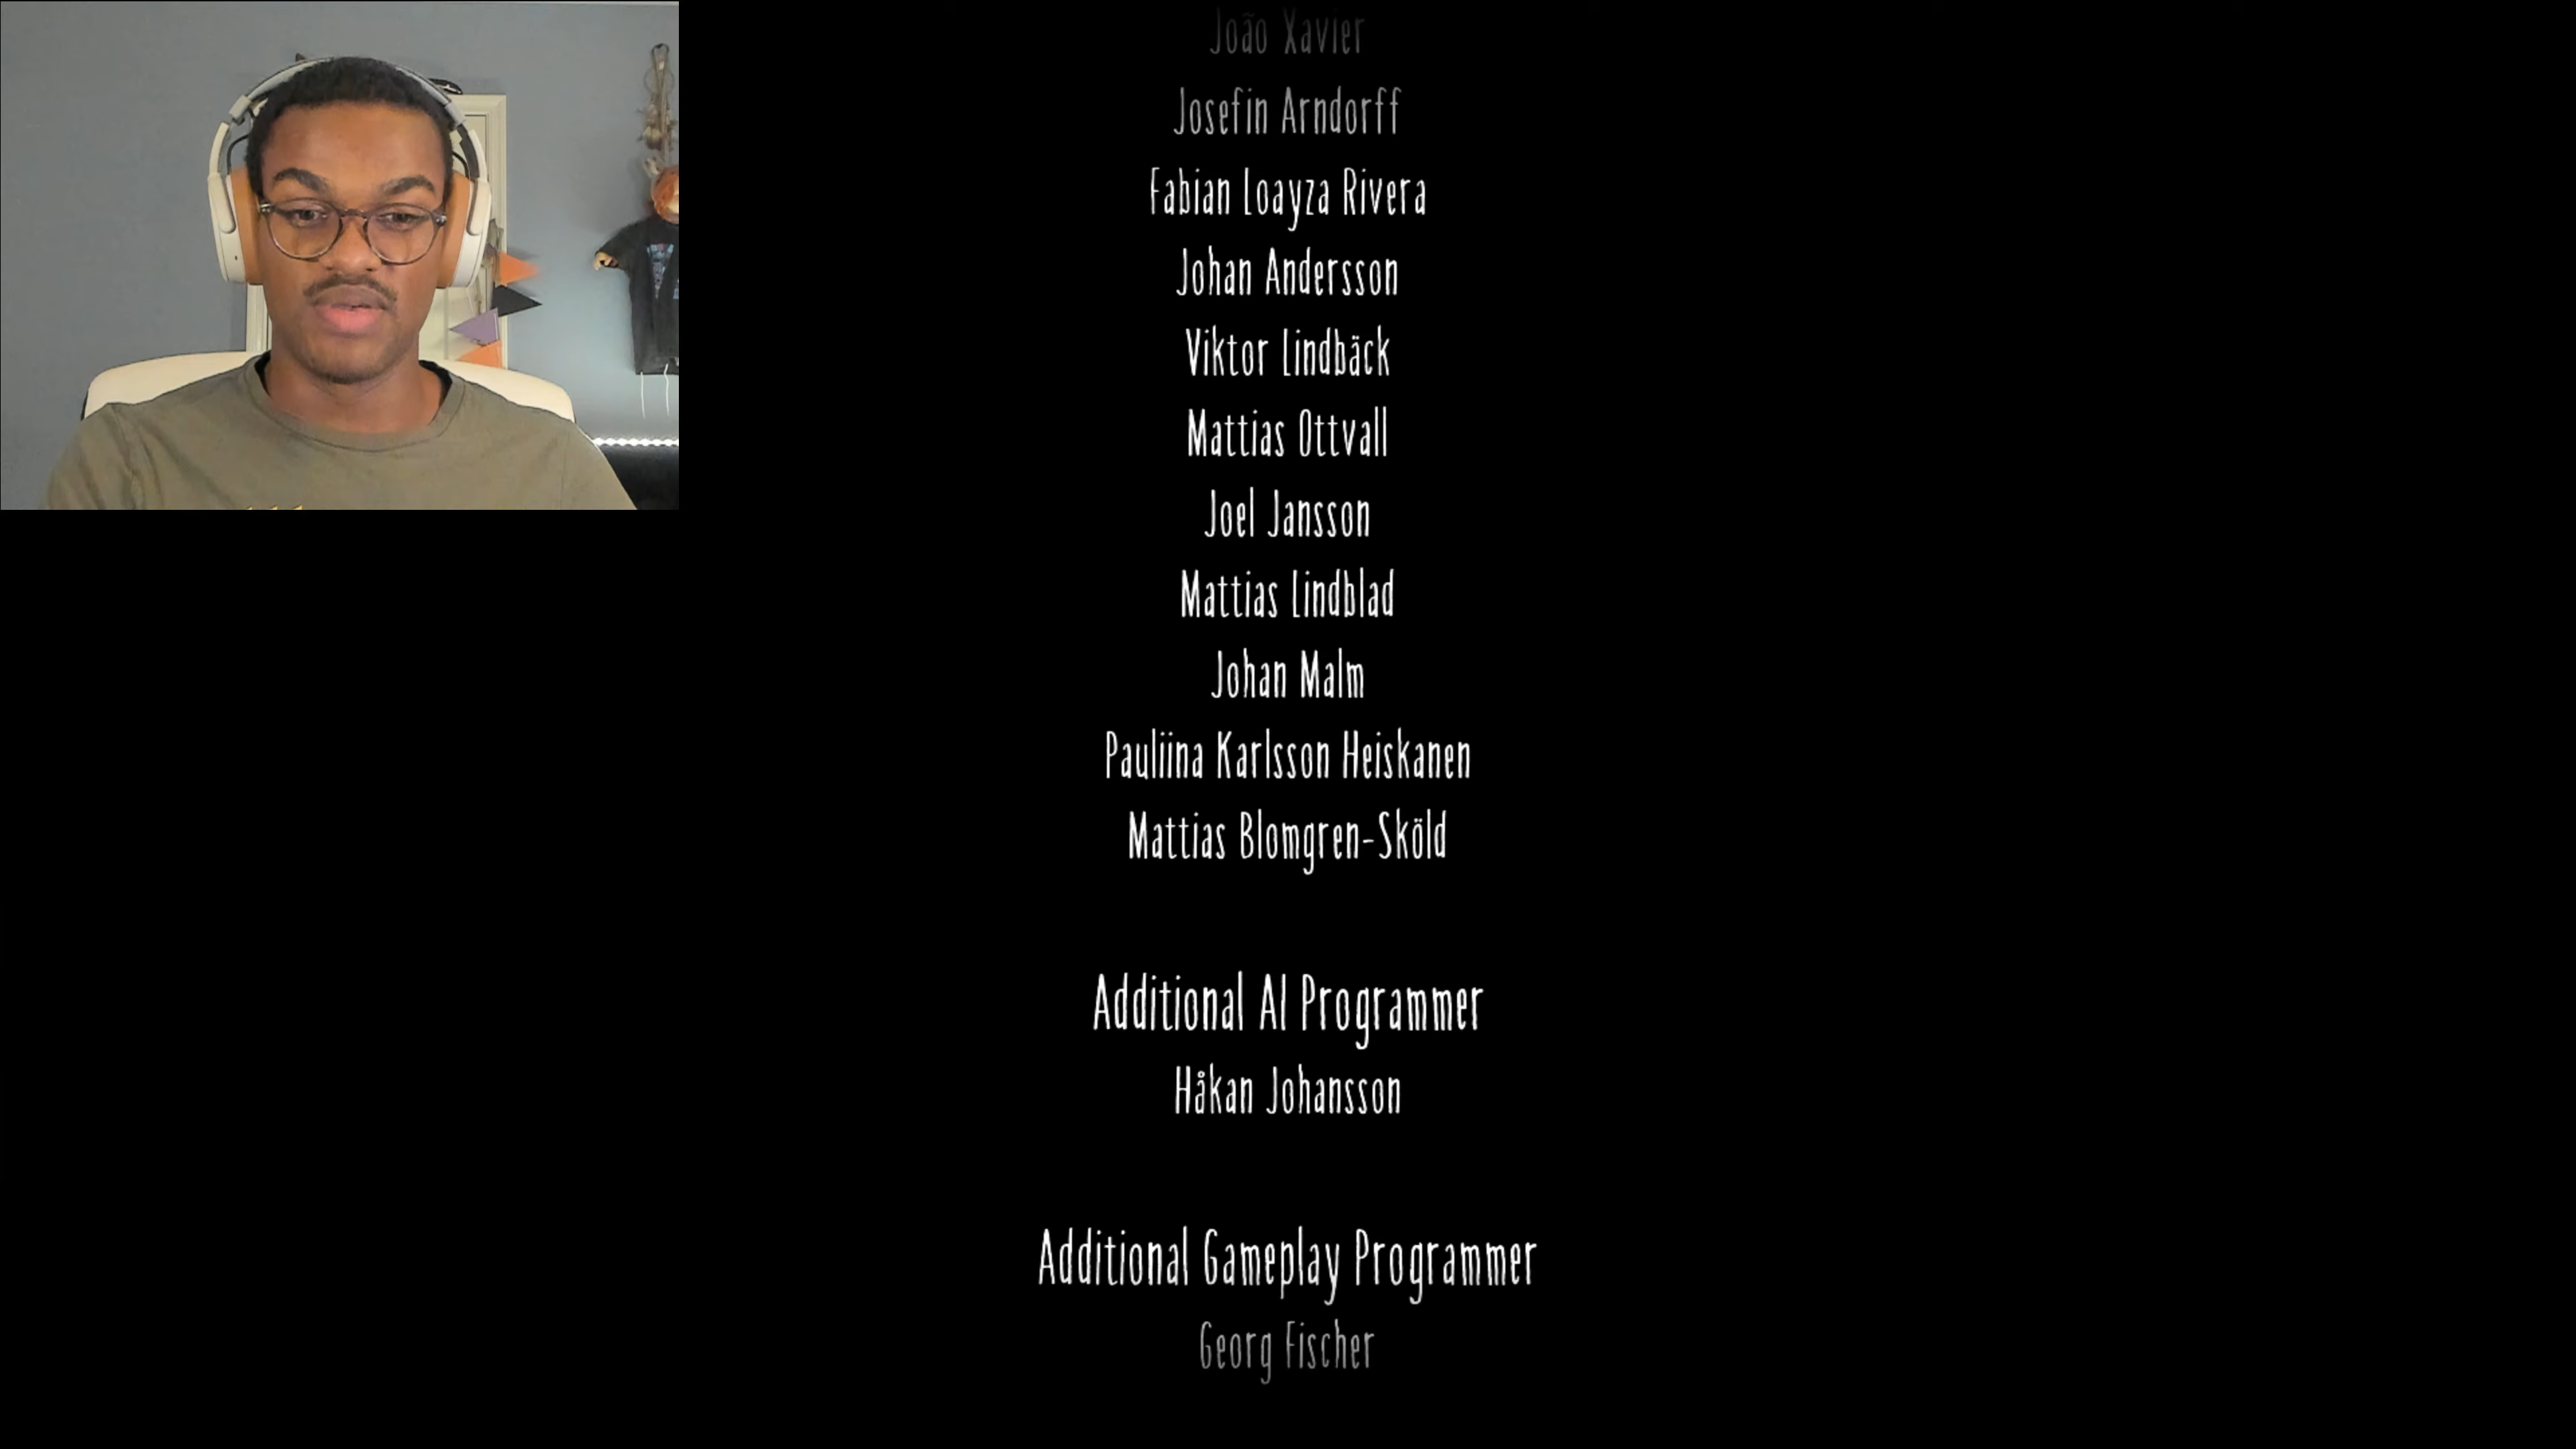 João Xavier
Josefin Arndorff
Fabian Loayza Rivera
Johan Andersson
Viktor Lindbäck
Mattias Ottvall
Joel Jansson
Mattias Lindblad
Johan Malm
Pauliina Karlsson Heiskanen
Mattias Blomgren-Sköld
Additional AI Programmer
Håkan Johansson
Additional Gameplay Programmer
Georg Fischer